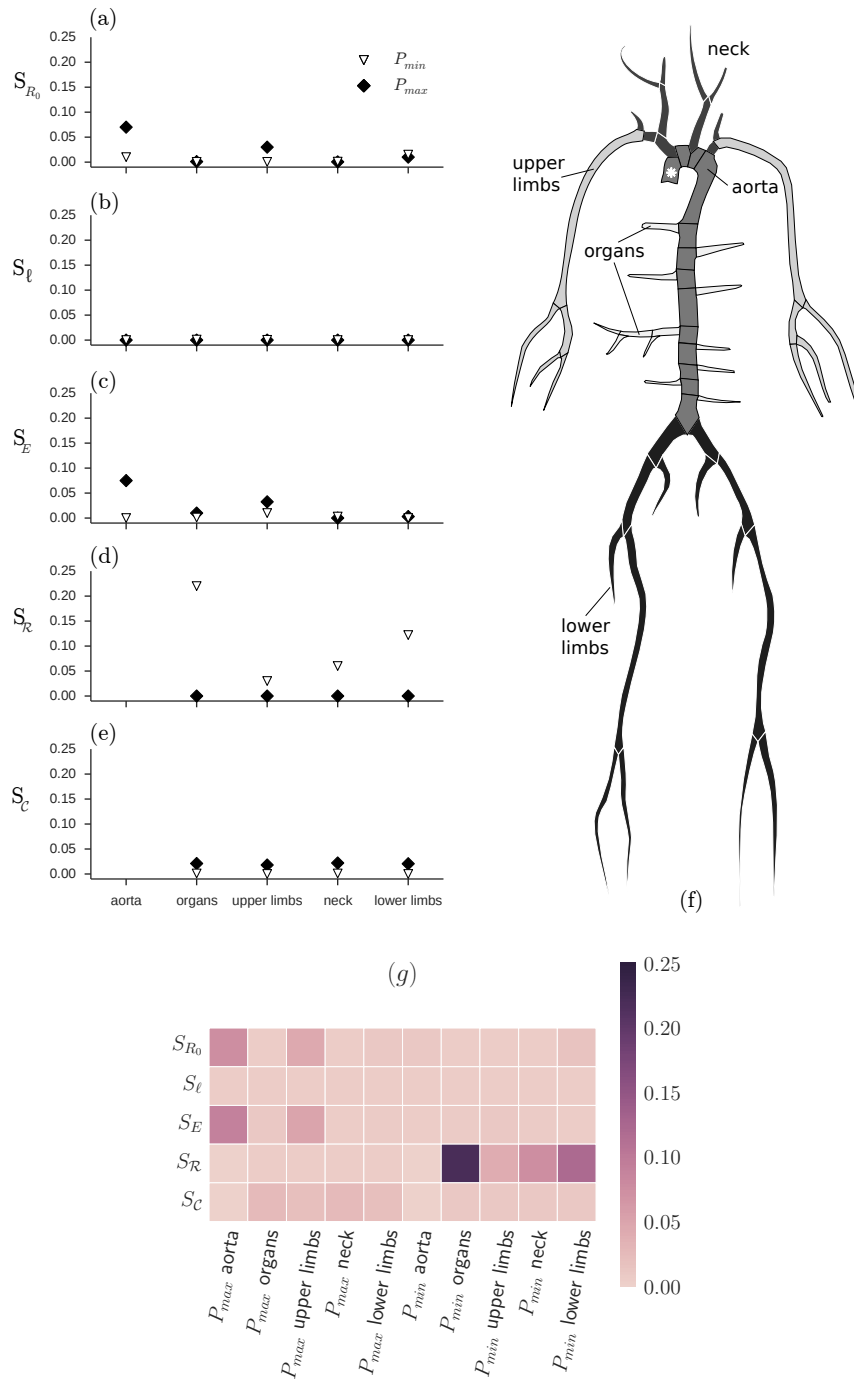 (a)
0.25
0.20
0.15
0.10
0.05
0.00
S_{R_0}
P_{min}
P_{max}
(b)
0.25
0.20
0.15
0.10
0.05
0.00
S_ℓ
(c)
0.25
0.20
0.15
0.10
0.05
0.00
S_E
(d)
0.25
0.20
0.15
0.10
0.05
0.00
S_ℛ
(e)
0.25
0.20
0.15
0.10
0.05
0.00
S_𝒞
aorta organs upper limbs neck lower limbs
neck
upper
limbs
aorta
organs
lower
limbs
(f)
(g)
S_{R_0}
S_ℓ
S_E
S_ℛ
S_𝒞
P_{max} aorta
P_{max} organs
P_{max} upper limbs
P_{max} neck
P_{max} lower limbs
P_{min} aorta
P_{min} organs
P_{min} upper limbs
P_{min} neck
P_{min} lower limbs
0.25
0.20
0.15
0.10
0.05
0.00